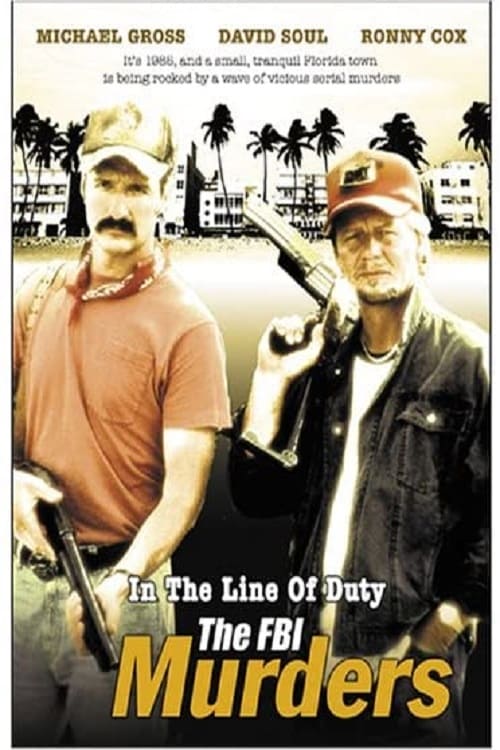 MICHAEL GROSS DAVID SOUL RONNY COX
It's 1986, and a small, tranquil Florida town
is being rocked by a wave of vicious serial murders
In The Line Of Duty
The FBI
Murders